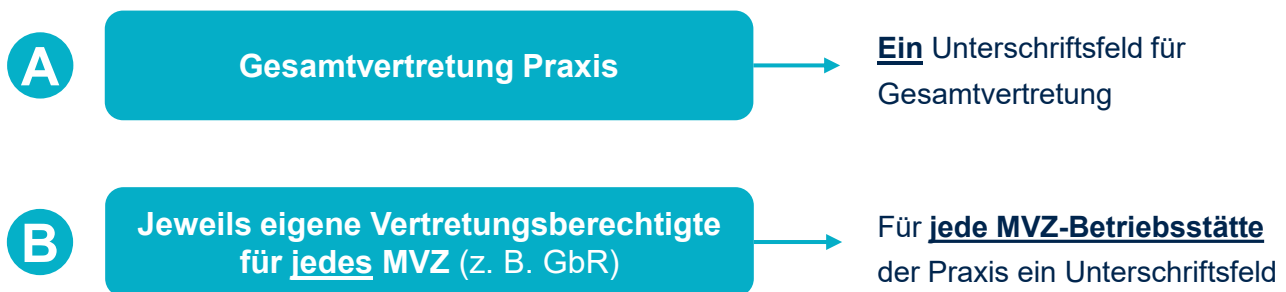 A
Gesamtvertretung Praxis
Ein Unterschriftsfeld für
Gesamtvertretung
B
Jeweils eigene Vertretungsberechtigte
für jedes MVZ (z. B. GbR)
Für jede MVZ-Betriebsstätte
der Praxis ein Unterschriftsfeld